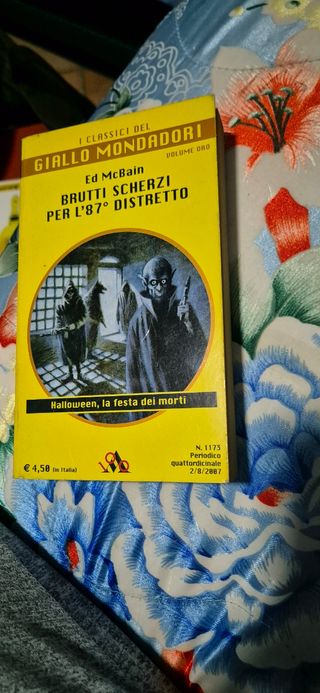 I CLASSICI DEL
GIALLO MONDADORI
VOLUME ORO
Ed McBain
BRUTTI SCHERZI
PER L'87° DISTRETTO
Halloween, la festa dei morti
€ 4,50 (in Italia)
N. 1173
Periodico
quattordicinale
2/8/2007